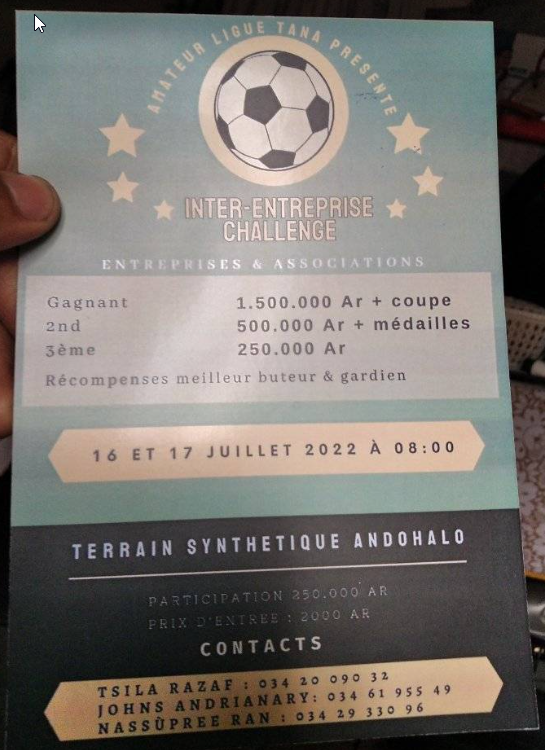 AMATEUR LIGUE TANA PRESENTE
INTER-ENTREPRISE
CHALLENGE
ENTREPRISES & ASSOCIATIONS
Gagnant 1.500.000 Ar + coupe
2nd 500.000 Ar + médailles
3ème 250.000 Ar
Récompenses meilleur buteur & gardien
16 ET 17 JUILLET 2022 À 08:00
TERRAIN SYNTHETIQUE ANDOHALO
PARTICIPATION 250.000 AR
PRIX D'ENTREE : 2000 AR
CONTACTS
TSILA RAZAF : 034 20 090 32
JOHNS ANDRIANARY: 034 61 955 49
NASSÙPREE RAN : 034 29 330 96